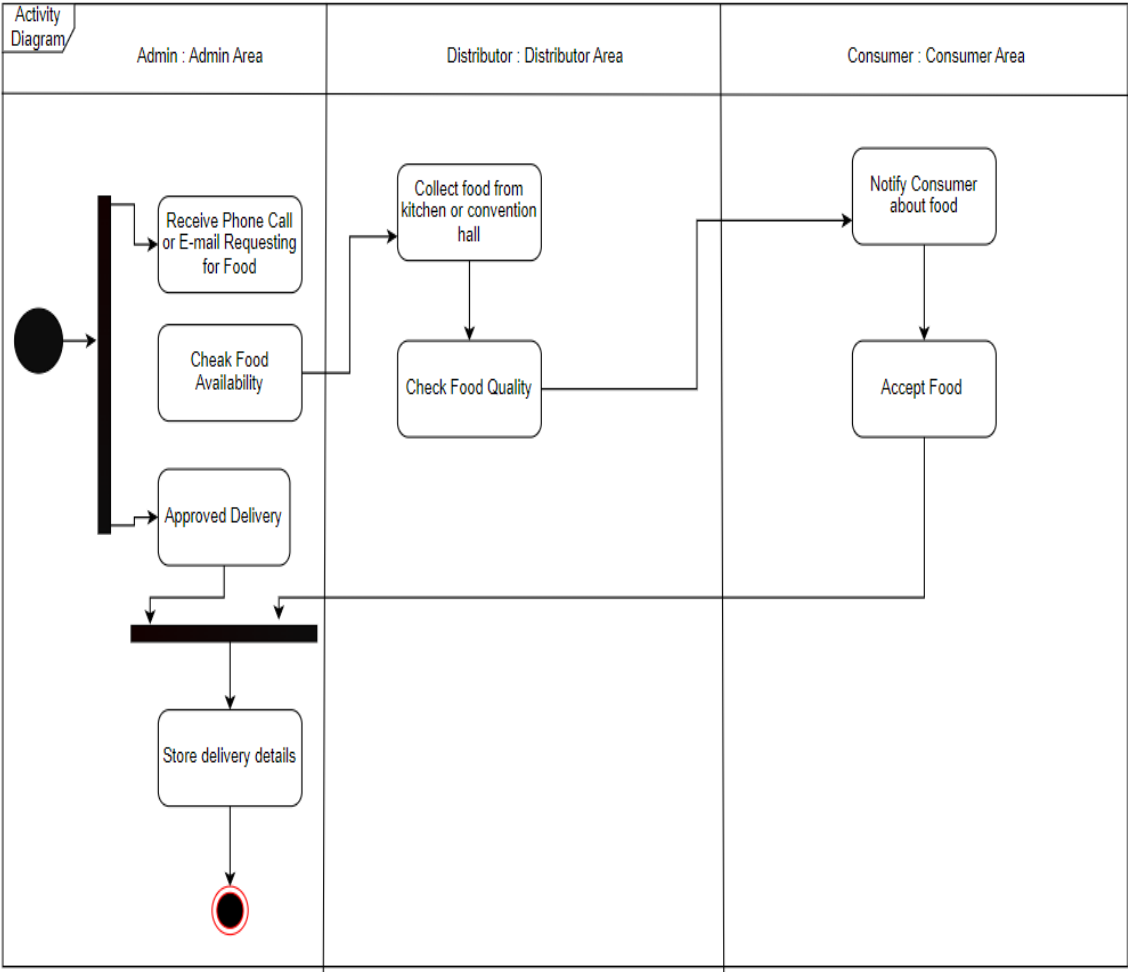 Activity
Diagram
Admin : Admin Area
Distributor : Distributor Area
Consumer : Consumer Area
Receive Phone Call
or E-mail Requesting
for Food
Cheak Food
Availability
Approved Delivery
Store delivery details
Collect food from
kitchen or convention
hall
Check Food Quality
Notify Consumer
about food
Accept Food